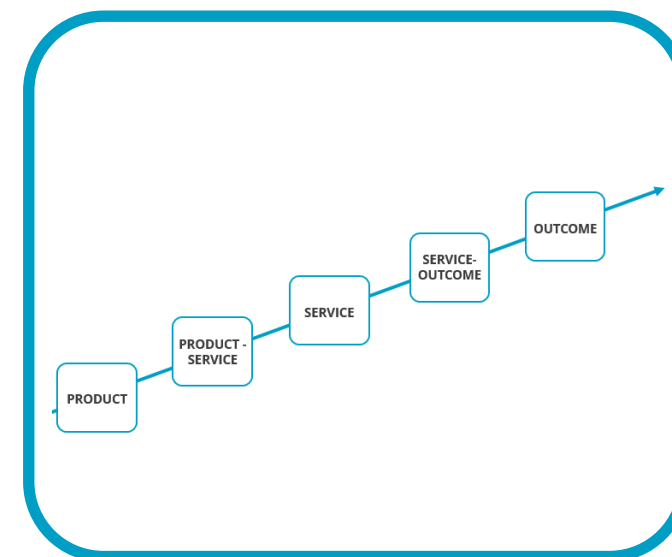 OUTCOME
SERVICE-
OUTCOME
SERVICE
PRODUCT -
SERVICE
PRODUCT